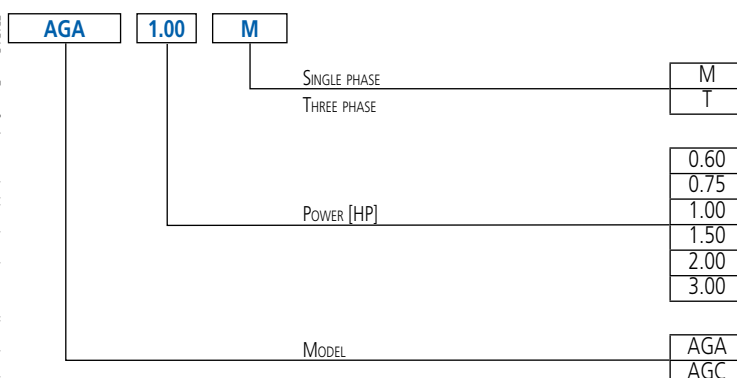 AGA 1.00 M
SINGLE PHASE M
THREE PHASE T
0.60
0.75
POWER [HP] 1.00
1.50
2.00
3.00
MODEL AGA
AGC